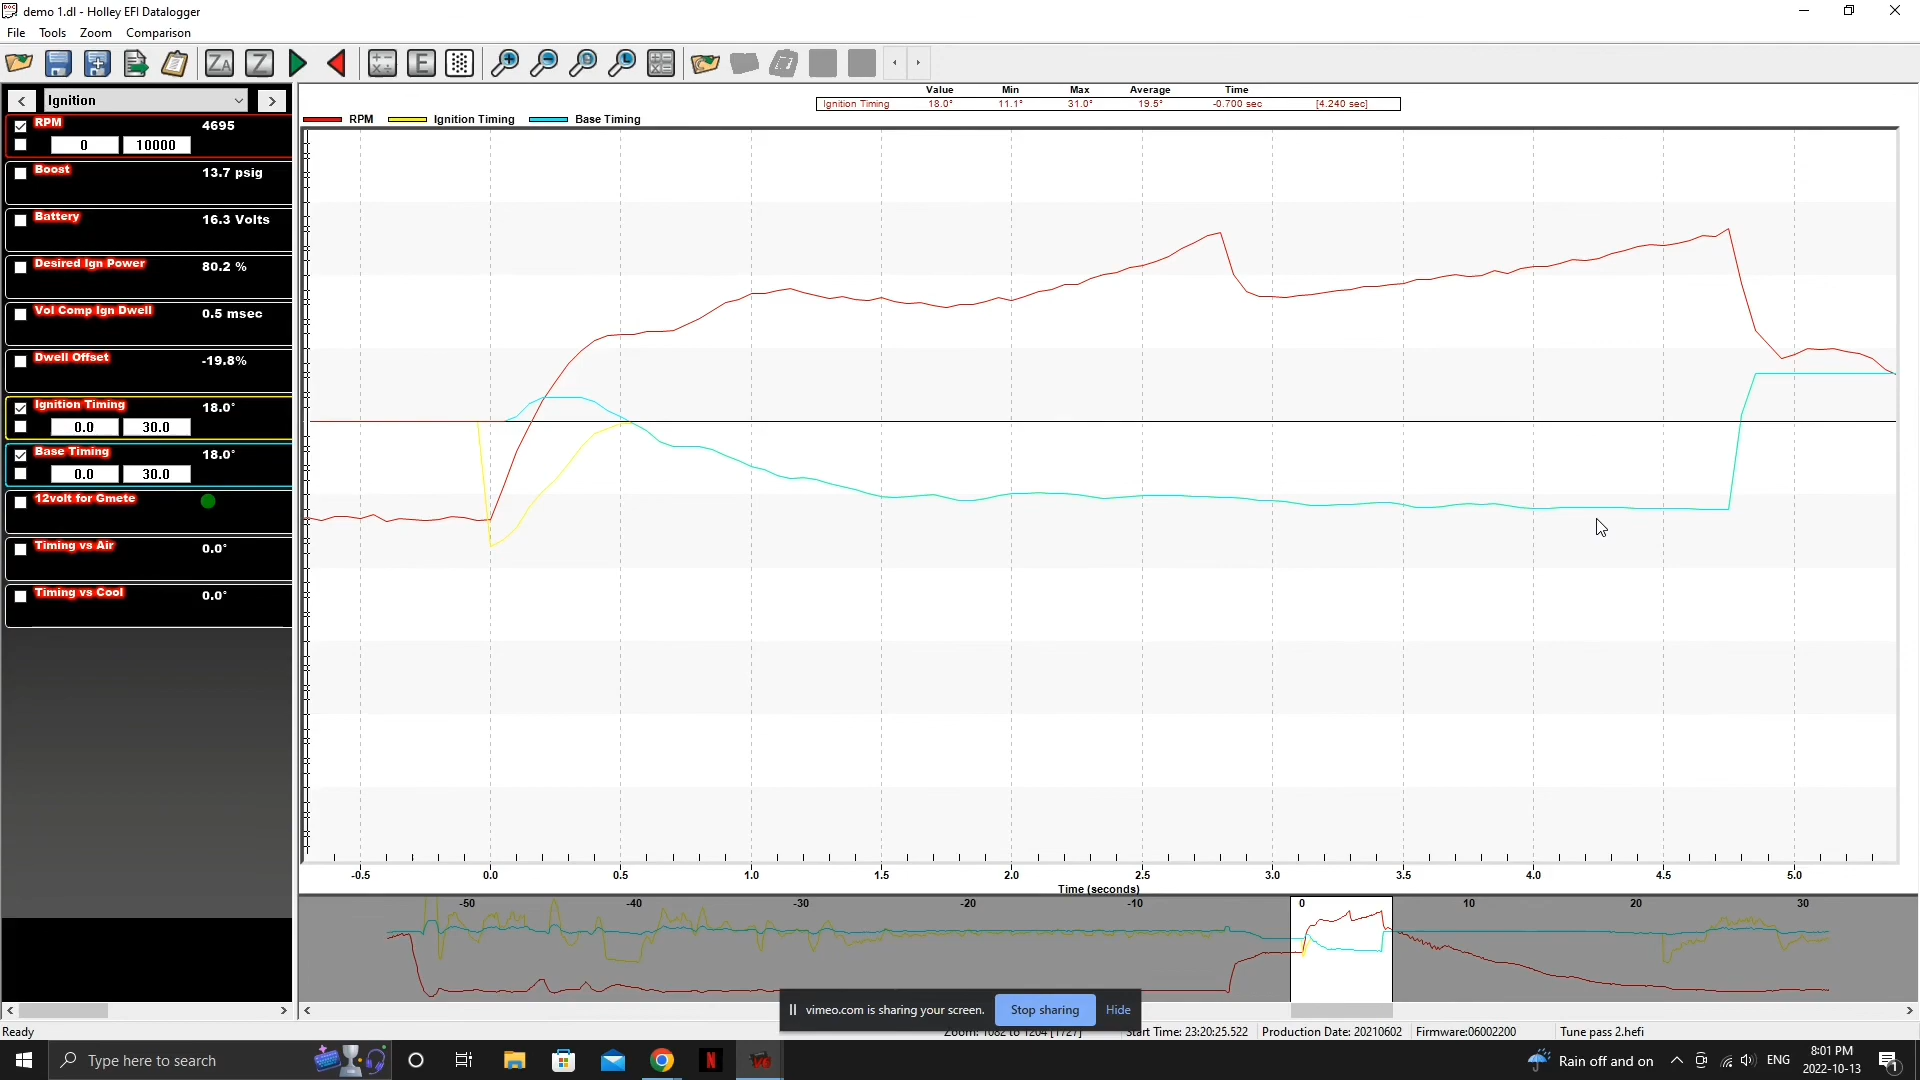 demo 1.dl - Holley EFI Datalogger
File Tools Zoom Comparison
ZA Z E
Ignition
RPM 4695
0 10000
Boost 13.7 psig
Battery 16.3 Volts
Desired Ign Power 80.2 %
Vol Comp Ign Dwell 0.5 msec
Dwell Offset -19.8%
Ignition Timing 18.0°
0.0 30.0
Base Timing 18.0°
0.0 30.0
12volt for Gmete
Timing vs Air 0.0°
Timing vs Cool 0.0°
Value Min Max Average Time
Ignition Timing 18.0° 11.1° 31.0° 19.5° -0.700 sec [4.240 sec]
RPM Ignition Timing Base Timing
-0.5 0.0 0.5 1.0 1.5 2.0 2.5 3.0 3.5 4.0 4.5 5.0
Time (seconds)
-50 -40 -30 -20 -10 0 10 20 30
vimeo.com is sharing your screen. Stop sharing Hide
Ready Zoom: 1082 to 1204 [1727] Start Time: 23:20:25.522 Production Date: 20210602 Firmware:06002200 Tune pass 2.hefi
Type here to search
Rain off and on ENG 8:01 PM
2022-10-13
1